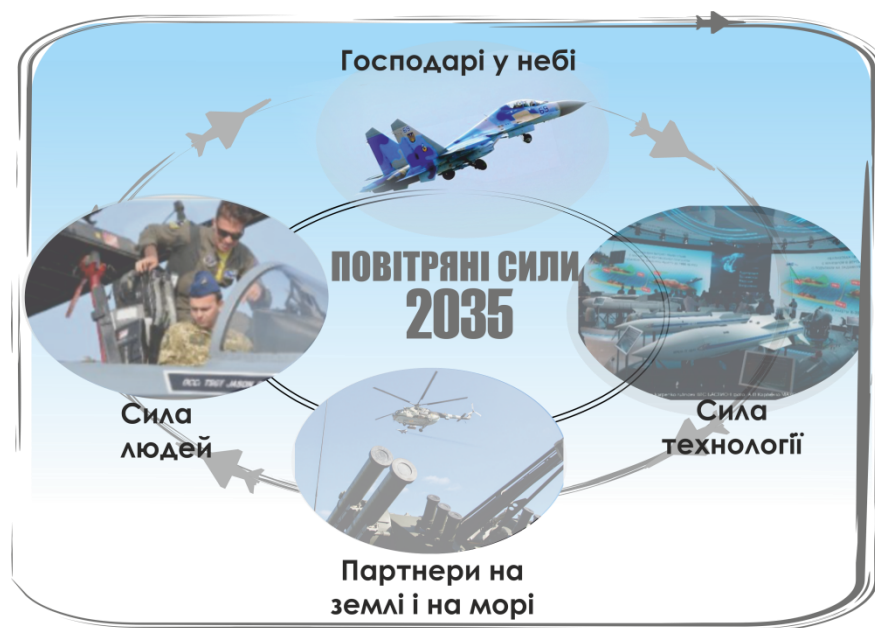 Господарі у небі
ПОВІТРЯНІ СИЛИ
2035
Сила
людей
Сила
технології
Партнери на
землі і на морі